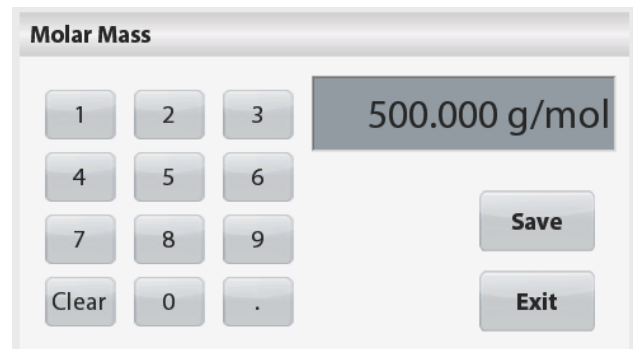 Molar Mass
1 2 3 500.000 g/mol
4 5 6
7 8 9 Save
Clear 0 . Exit